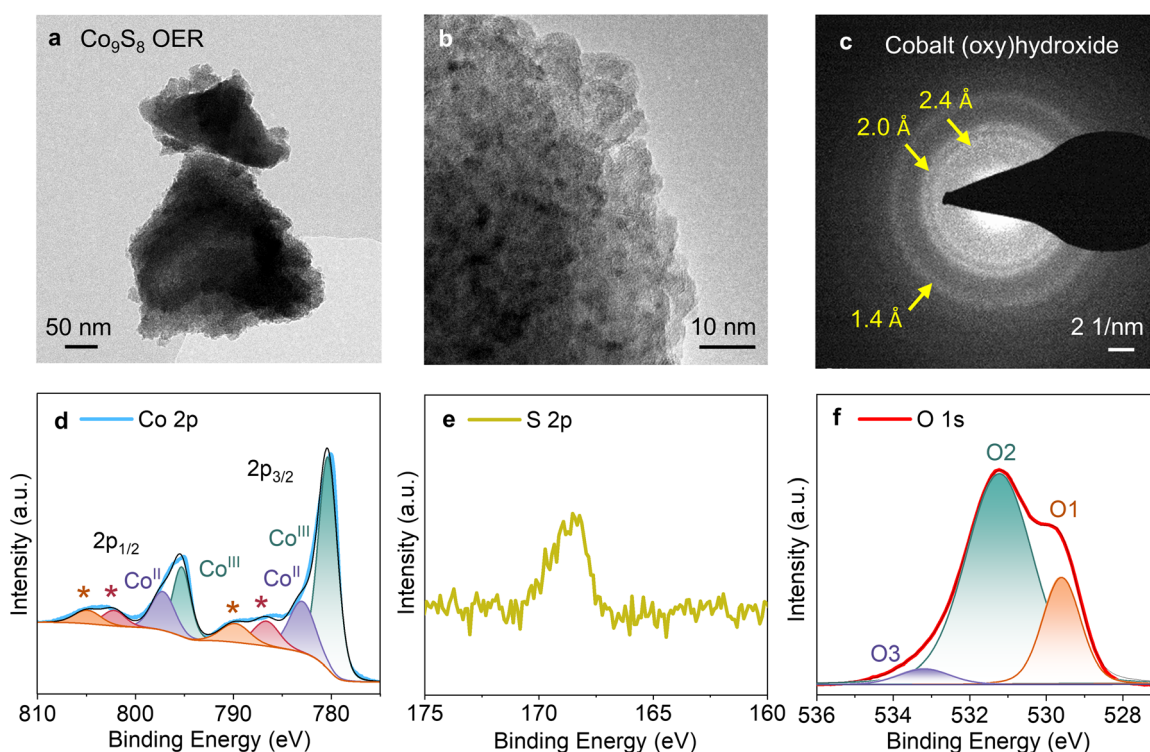 a Co₉S₈ OER
50 nm
b
10 nm
c Cobalt (oxy)hydroxide
2.4 Å
2.0 Å
1.4 Å
2 1/nm
d Co 2p
2p3/2
2p1/2
Coᴵᴵᴵ
Coᴵᴵ
Coᴵᴵᴵ
Coᴵᴵ
* * * *
Intensity (a.u.)
810 800 790 780
Binding Energy (eV)
e S 2p
Intensity (a.u.)
175 170 165 160
Binding Energy (eV)
f O 1s
O2
O1
O3
Intensity (a.u.)
536 534 532 530 528
Binding Energy (eV)